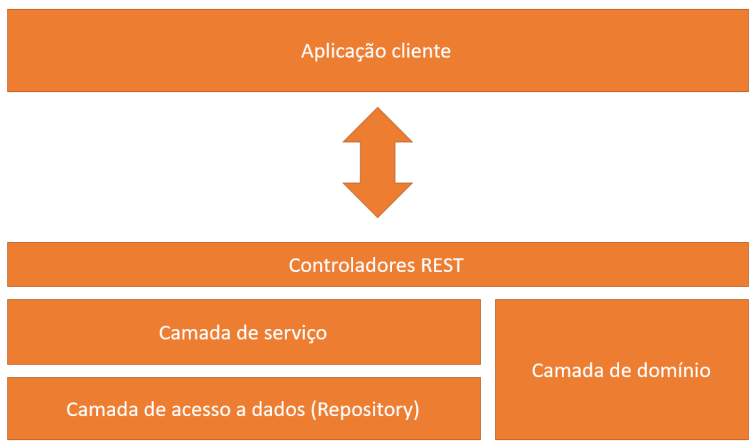 Aplicação cliente
Controladores REST
Camada de serviço
Camada de domínio
Camada de acesso a dados (Repository)